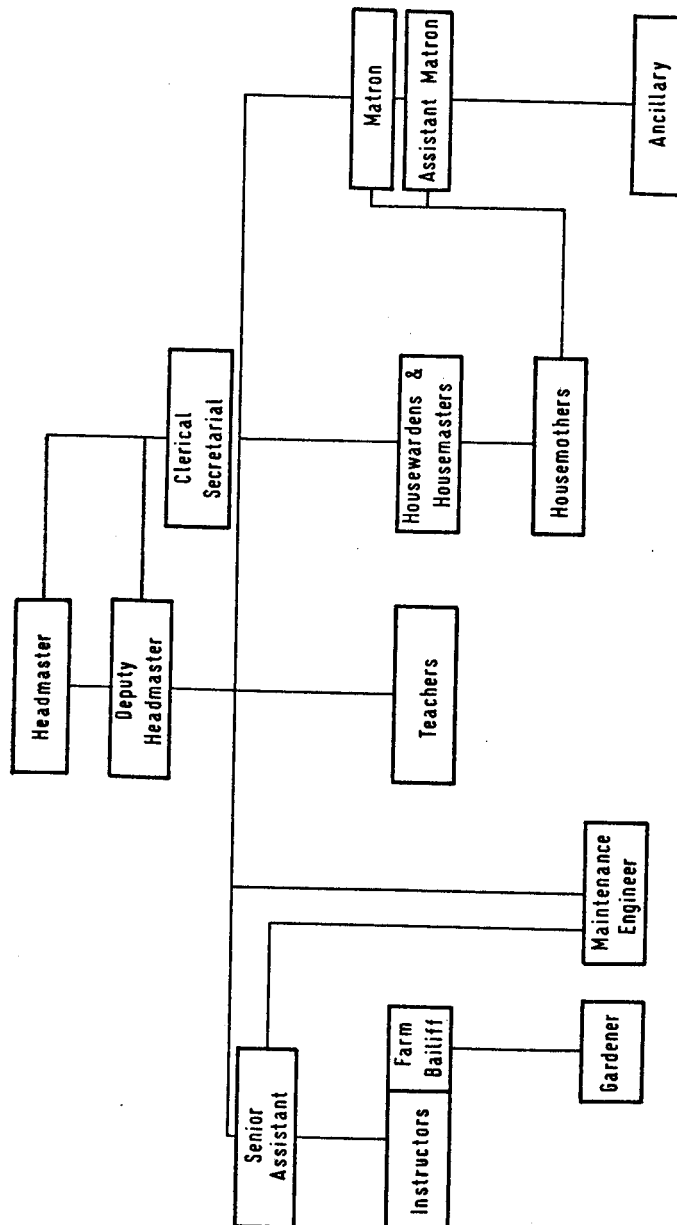 Headmaster
Deputy
Headmaster
Clerical
Secretarial
Senior
Assistant
Matron
Assistant Matron
Instructors
Farm
Bailiff
Teachers
Housewardens &
Housemasters
Gardener
Maintenance
Engineer
Housemothers
Ancillary